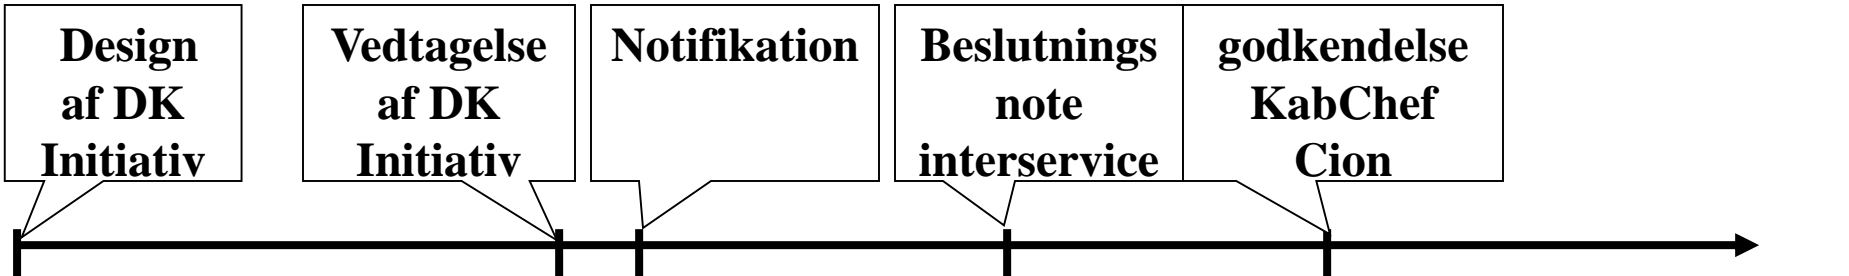 Design
af DK
Initiativ
Vedtagelse
af DK
Initiativ
Notifikation
Beslutnings
note
interservice
godkendelse
KabChef
Cion